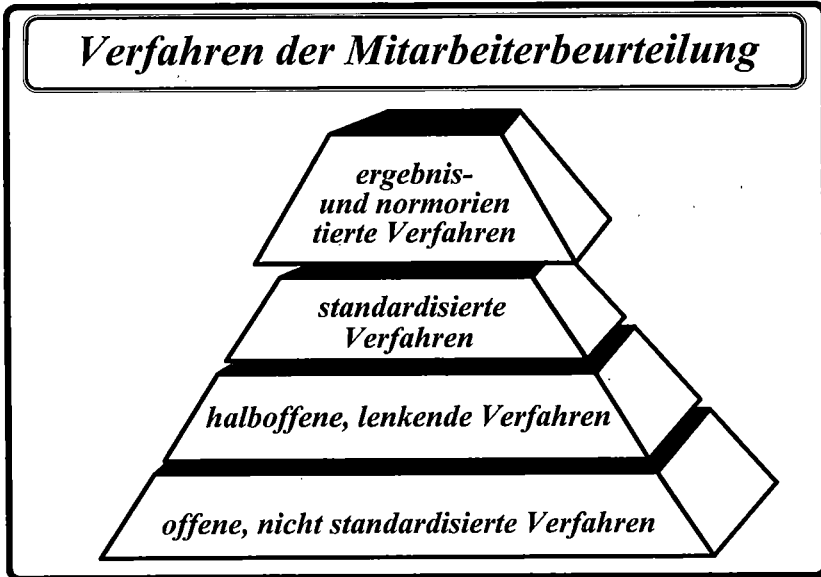 Verfahren der Mitarbeiterbeurteilung
ergebnis-
und normorien
tierte Verfahren
standardisierte
Verfahren
halboffene, lenkende Verfahren
offene, nicht standardisierte Verfahren